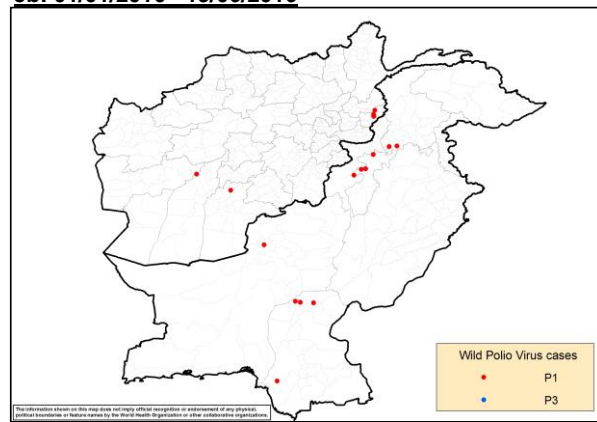 Wild Polio Virus cases
P1
P3
The information shown on this map does not imply official recognition or endorsement of any physical,
political boundaries or feature names by the World Health Organization or other collaborative organizations.